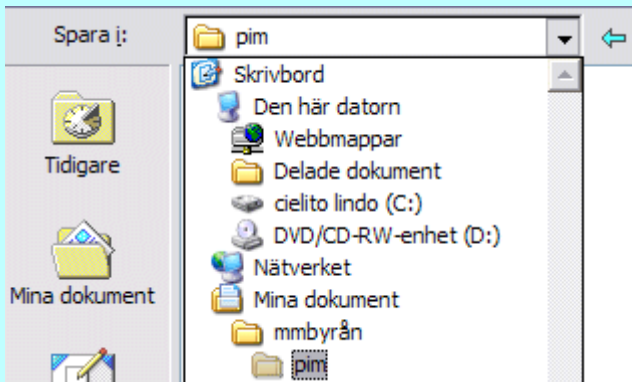 Spara i:
pim
Skrivbord
Den här datorn
Webbmappar
Tidigare
Delade dokument
cielito lindo (C:)
DVD/CD-RW-enhet (D:)
Nätverket
Mina dokument
Mina dokument
mmbyrån
pim